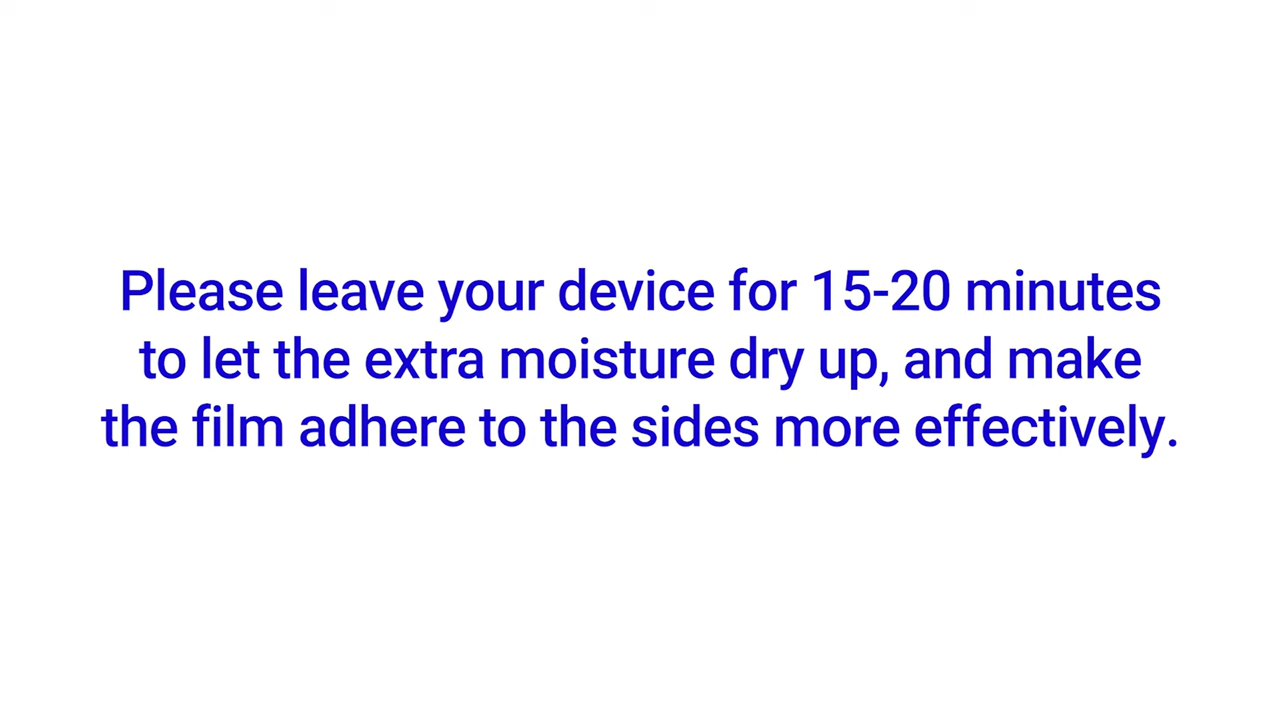 Please leave your device for 15-20 minutes
to let the extra moisture dry up, and make
the film adhere to the sides more effectively.